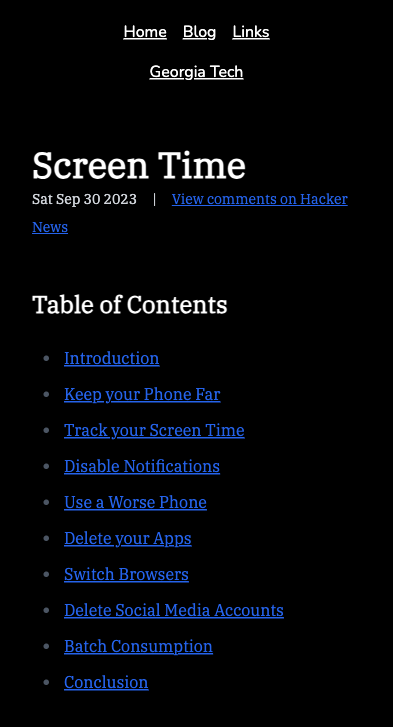 Home Blog Links
Georgia Tech
Screen Time
Sat Sep 30 2023 | View comments on Hacker
News
Table of Contents
Introduction
Keep your Phone Far
Track your Screen Time
Disable Notifications
Use a Worse Phone
Delete your Apps
Switch Browsers
Delete Social Media Accounts
Batch Consumption
Conclusion